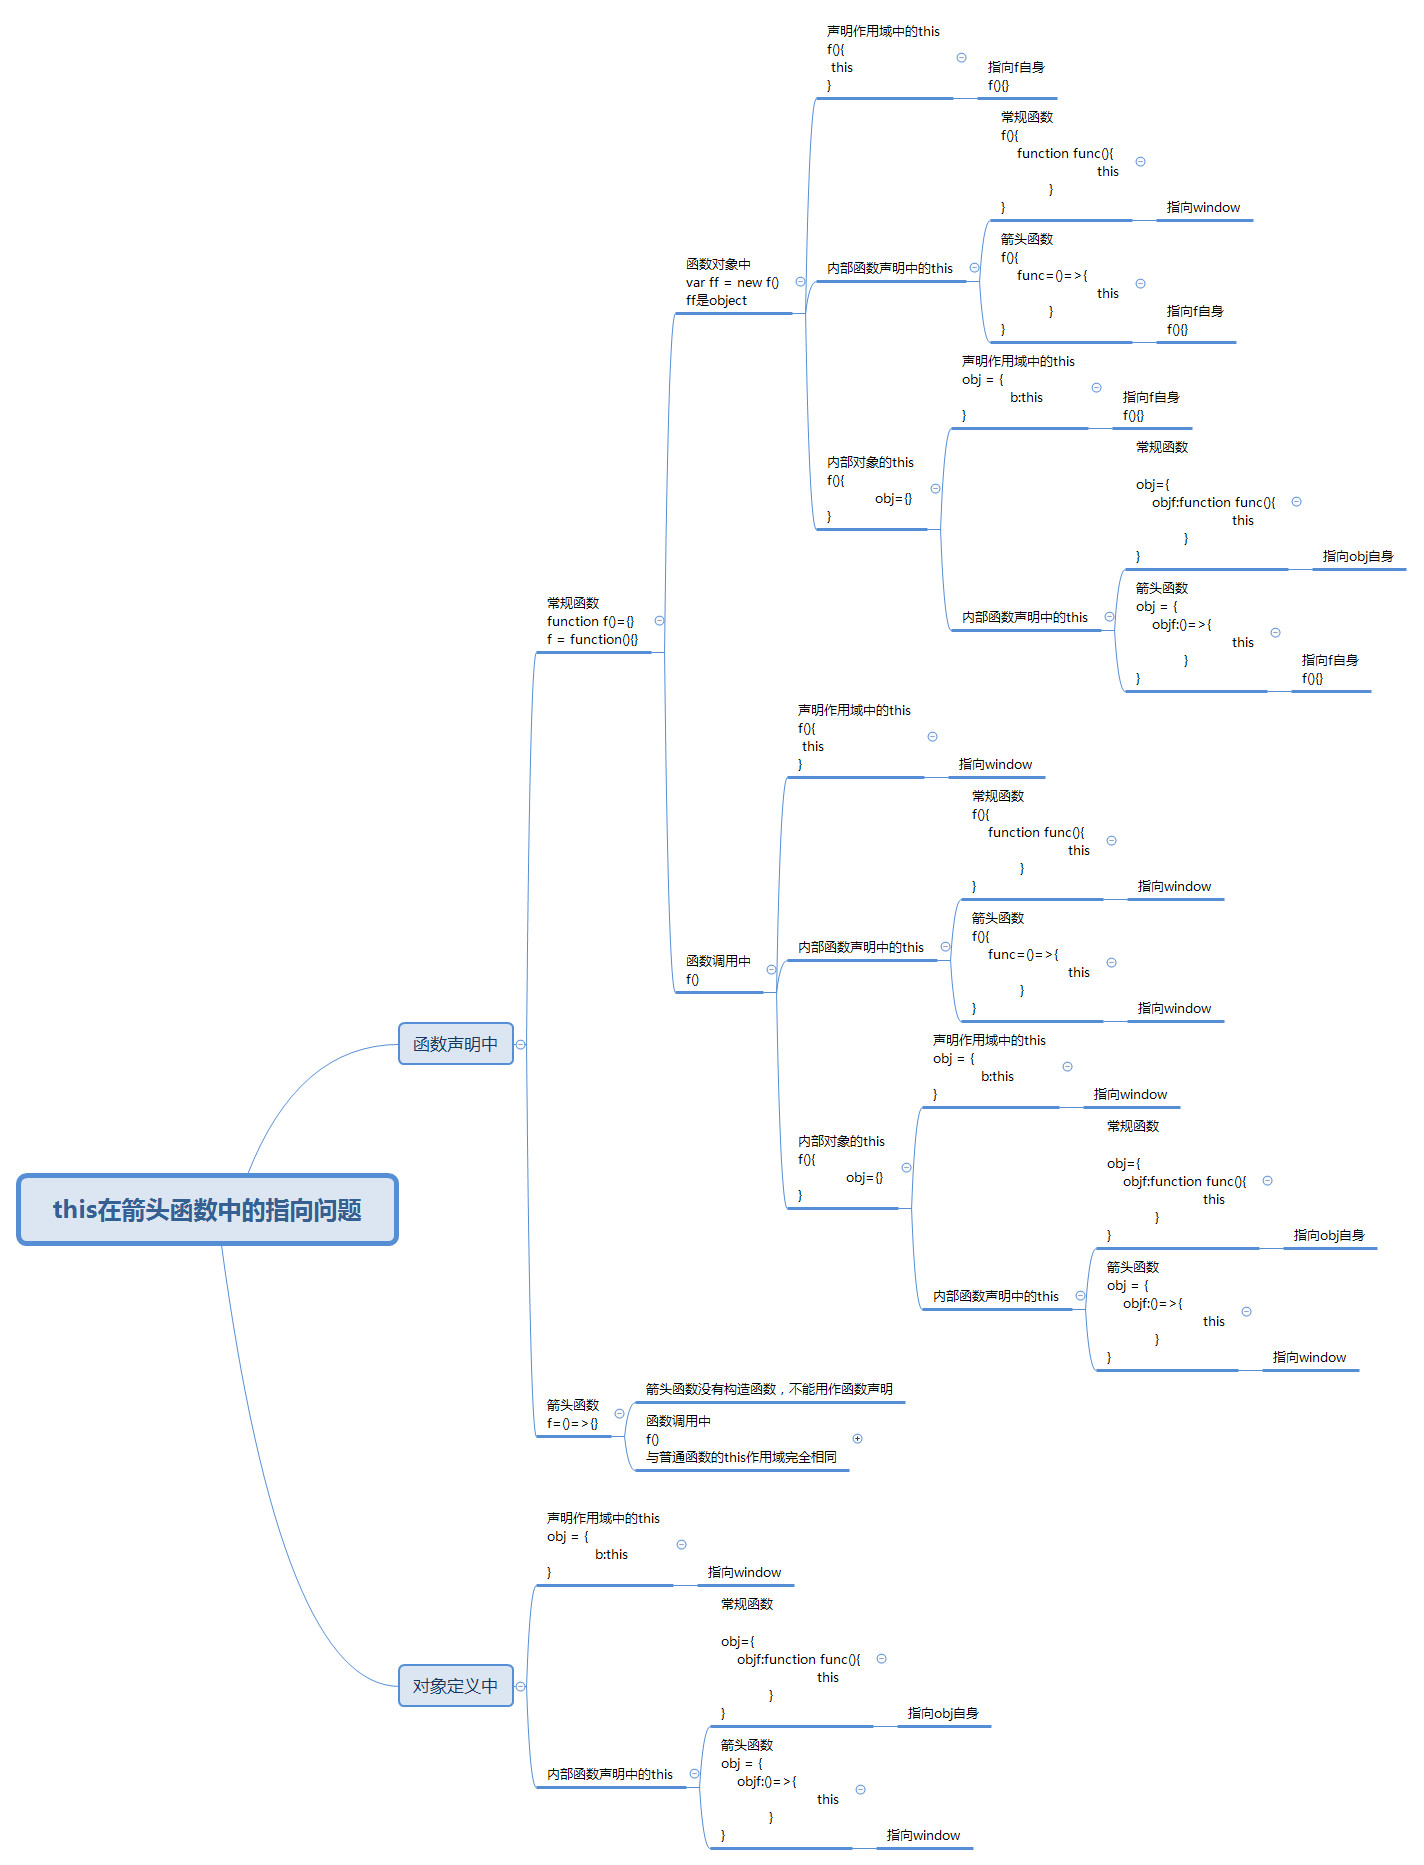 this在箭头函数中的指向问题
函数声明中
常规函数
function f()={}
f = function(){}
函数对象中
var ff = new f()
ff是object
声明作用域中的this
f(){
this
}
指向f自身
f(){}
内部函数声明中的this
常规函数
f(){
function func(){
this
}
}
指向window
箭头函数
f(){
func=()=>{
this
}
}
指向f自身
f(){}
内部对象的this
f(){
obj={}
}
声明作用域中的this
obj = {
b:this
}
指向f自身
f(){}
内部函数声明中的this
常规函数
obj={
objf:function func(){
this
}
}
指向obj自身
箭头函数
obj = {
objf:()=>{
this
}
}
指向f自身
f(){}
函数调用中
f()
声明作用域中的this
f(){
this
}
指向window
内部函数声明中的this
常规函数
f(){
function func(){
this
}
}
指向window
箭头函数
f(){
func=()=>{
this
}
}
指向window
内部对象的this
f(){
obj={}
}
声明作用域中的this
obj = {
b:this
}
指向window
内部函数声明中的this
常规函数
obj={
objf:function func(){
this
}
}
指向obj自身
箭头函数
obj = {
objf:()=>{
this
}
}
指向window
箭头函数
f=()=>{}
箭头函数没有构造函数，不能用作函数声明
函数调用中
f()
与普通函数的this作用域完全相同
对象定义中
声明作用域中的this
obj = {
b:this
}
指向window
内部函数声明中的this
常规函数
obj={
objf:function func(){
this
}
}
指向obj自身
箭头函数
obj = {
objf:()=>{
this
}
}
指向window